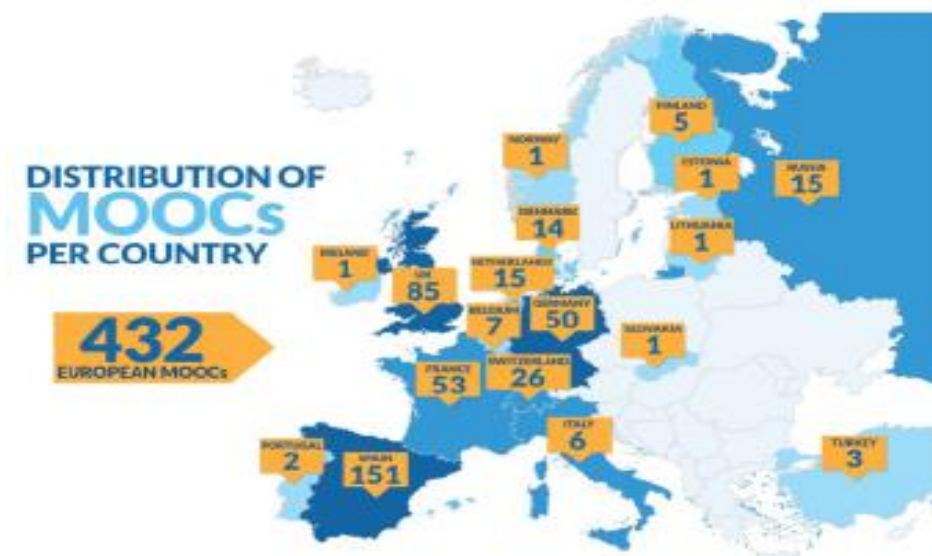 DISTRIBUTION OF
MOOCs
PER COUNTRY
432
EUROPEAN MOOCs
FINLAND
5
NORWAY
1
ESTONIA
1
RUSSIA
15
DENMARK
14
LITHUANIA
1
IRELAND
1
UK
85
NETHERLANDS
15
BELGIUM
7
GERMANY
50
SLOVAKIA
1
FRANCE
53
SWITZERLAND
26
ITALY
6
PORTUGAL
2
SPAIN
151
TURKEY
3